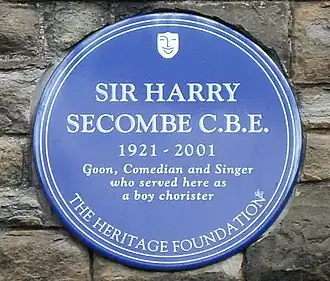 SIR HARRY
SECOMBE C.B.E.
1921 - 2001
Goon, Comedian and Singer
who served here as
a boy chorister
THE HERITAGE FOUNDATION